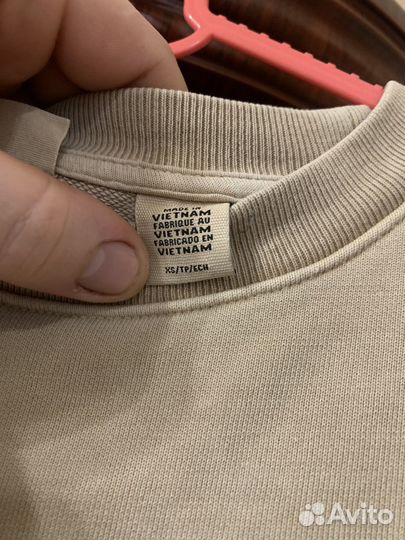 MADE IN
VIETNAM
FABRIQUE AU
VIETNAM
FABRICADO EN
VIETNAM
XS/TP/ECH
Avito